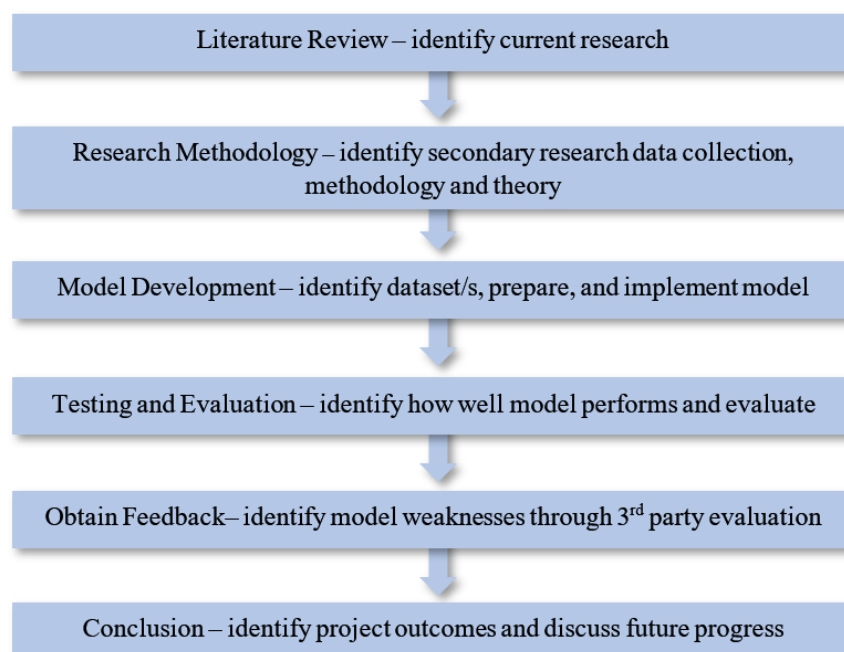 Literature Review – identify current research
Research Methodology – identify secondary research data collection,
methodology and theory
Model Development – identify dataset/s, prepare, and implement model
Testing and Evaluation – identify how well model performs and evaluate
Obtain Feedback– identify model weaknesses through 3rd party evaluation
Conclusion – identify project outcomes and discuss future progress